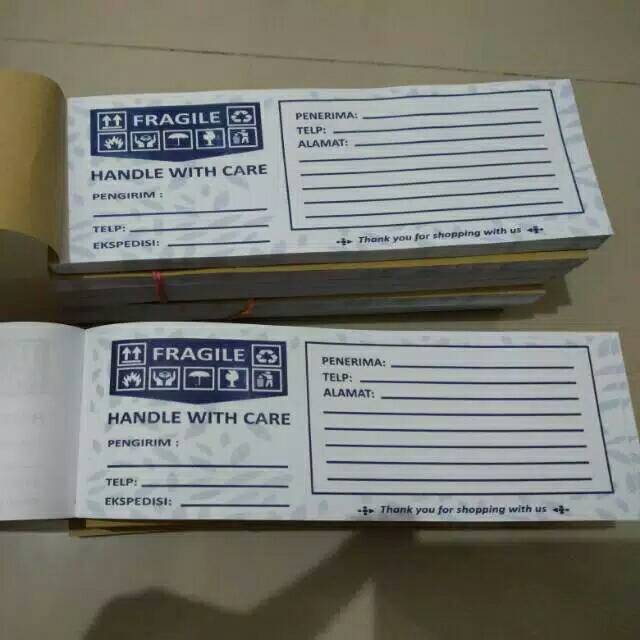 FRAGILE
HANDLE WITH CARE
PENGIRIM :
TELP:
EKSPEDISI:
PENERIMA:
TELP:
ALAMAT:
Thank you for shopping with us
FRAGILE
HANDLE WITH CARE
PENGIRIM :
TELP:
EKSPEDISI:
PENERIMA:
TELP:
ALAMAT:
Thank you for shopping with us